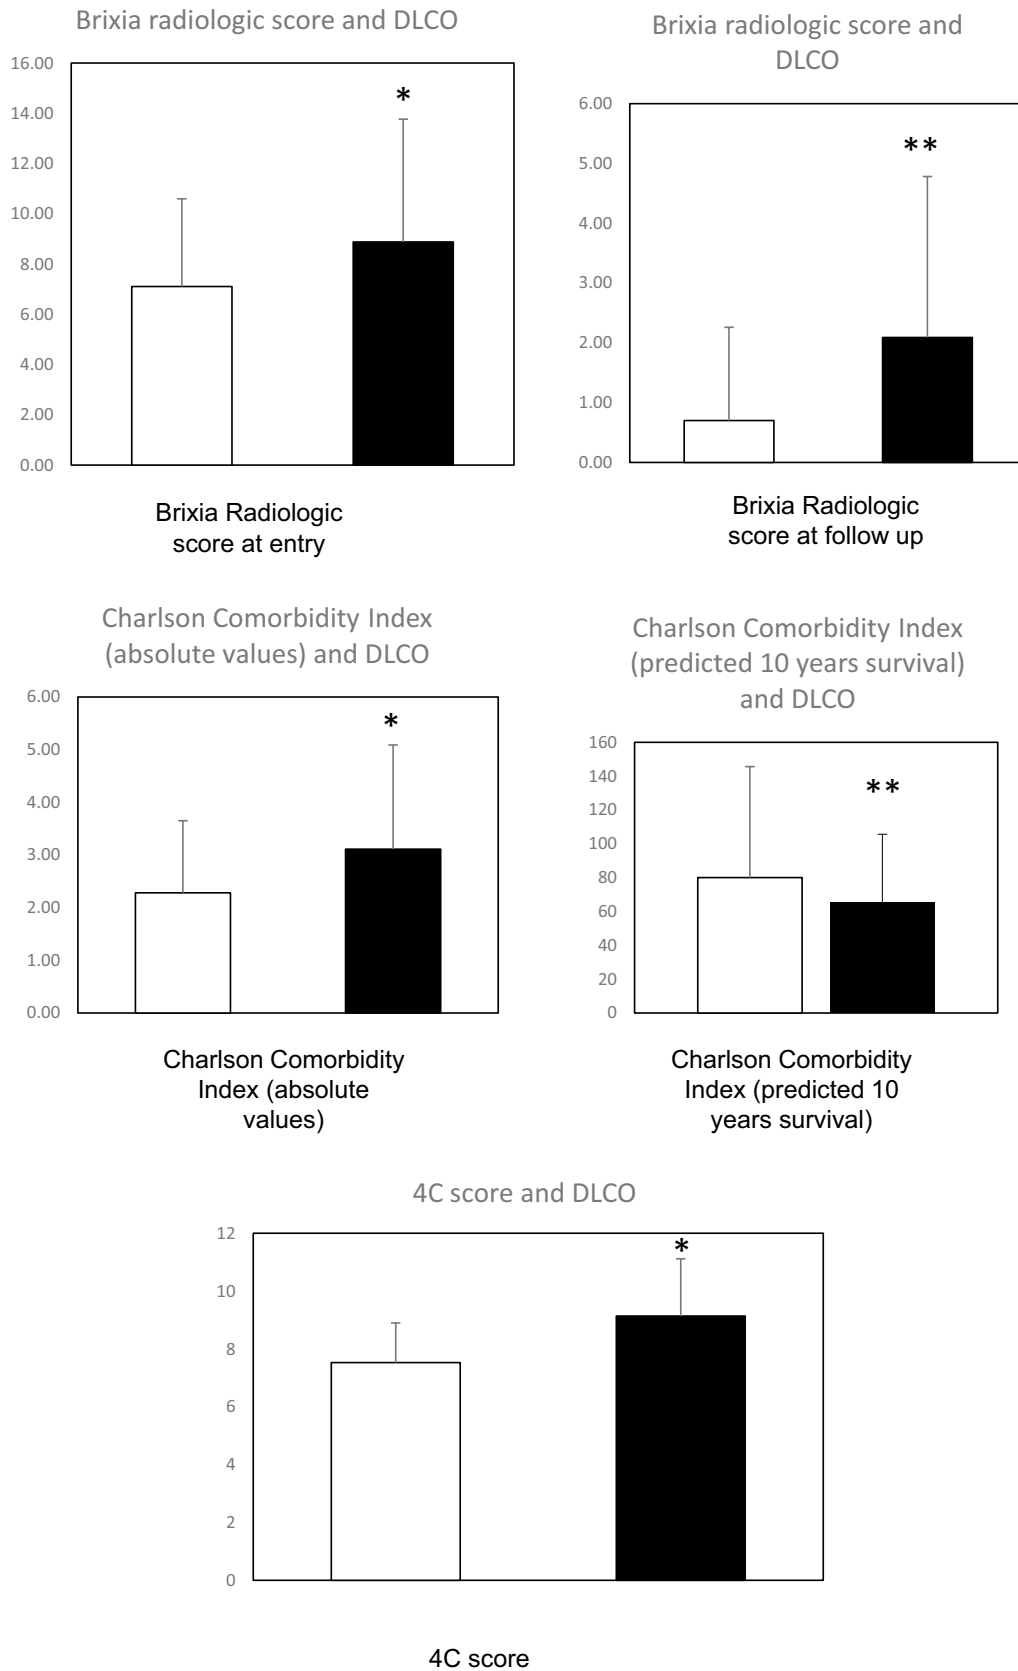 Brixia radiologic score and DLCO
16.00
14.00
12.00
10.00
8.00
6.00
4.00
2.00
0.00
*
Brixia Radiologic
score at entry
Brixia radiologic score and
DLCO
6.00
5.00
4.00
3.00
2.00
1.00
0.00
**
Brixia Radiologic
score at follow up
Charlson Comorbidity Index
(absolute values) and DLCO
6.00
5.00
4.00
3.00
2.00
1.00
0.00
*
Charlson Comorbidity
Index (absolute
values)
Charlson Comorbidity Index
(predicted 10 years survival)
and DLCO
160
140
120
100
80
60
40
20
0
**
Charlson Comorbidity
Index (predicted 10
years survival)
4C score and DLCO
12
10
8
6
4
2
0
*
4C score